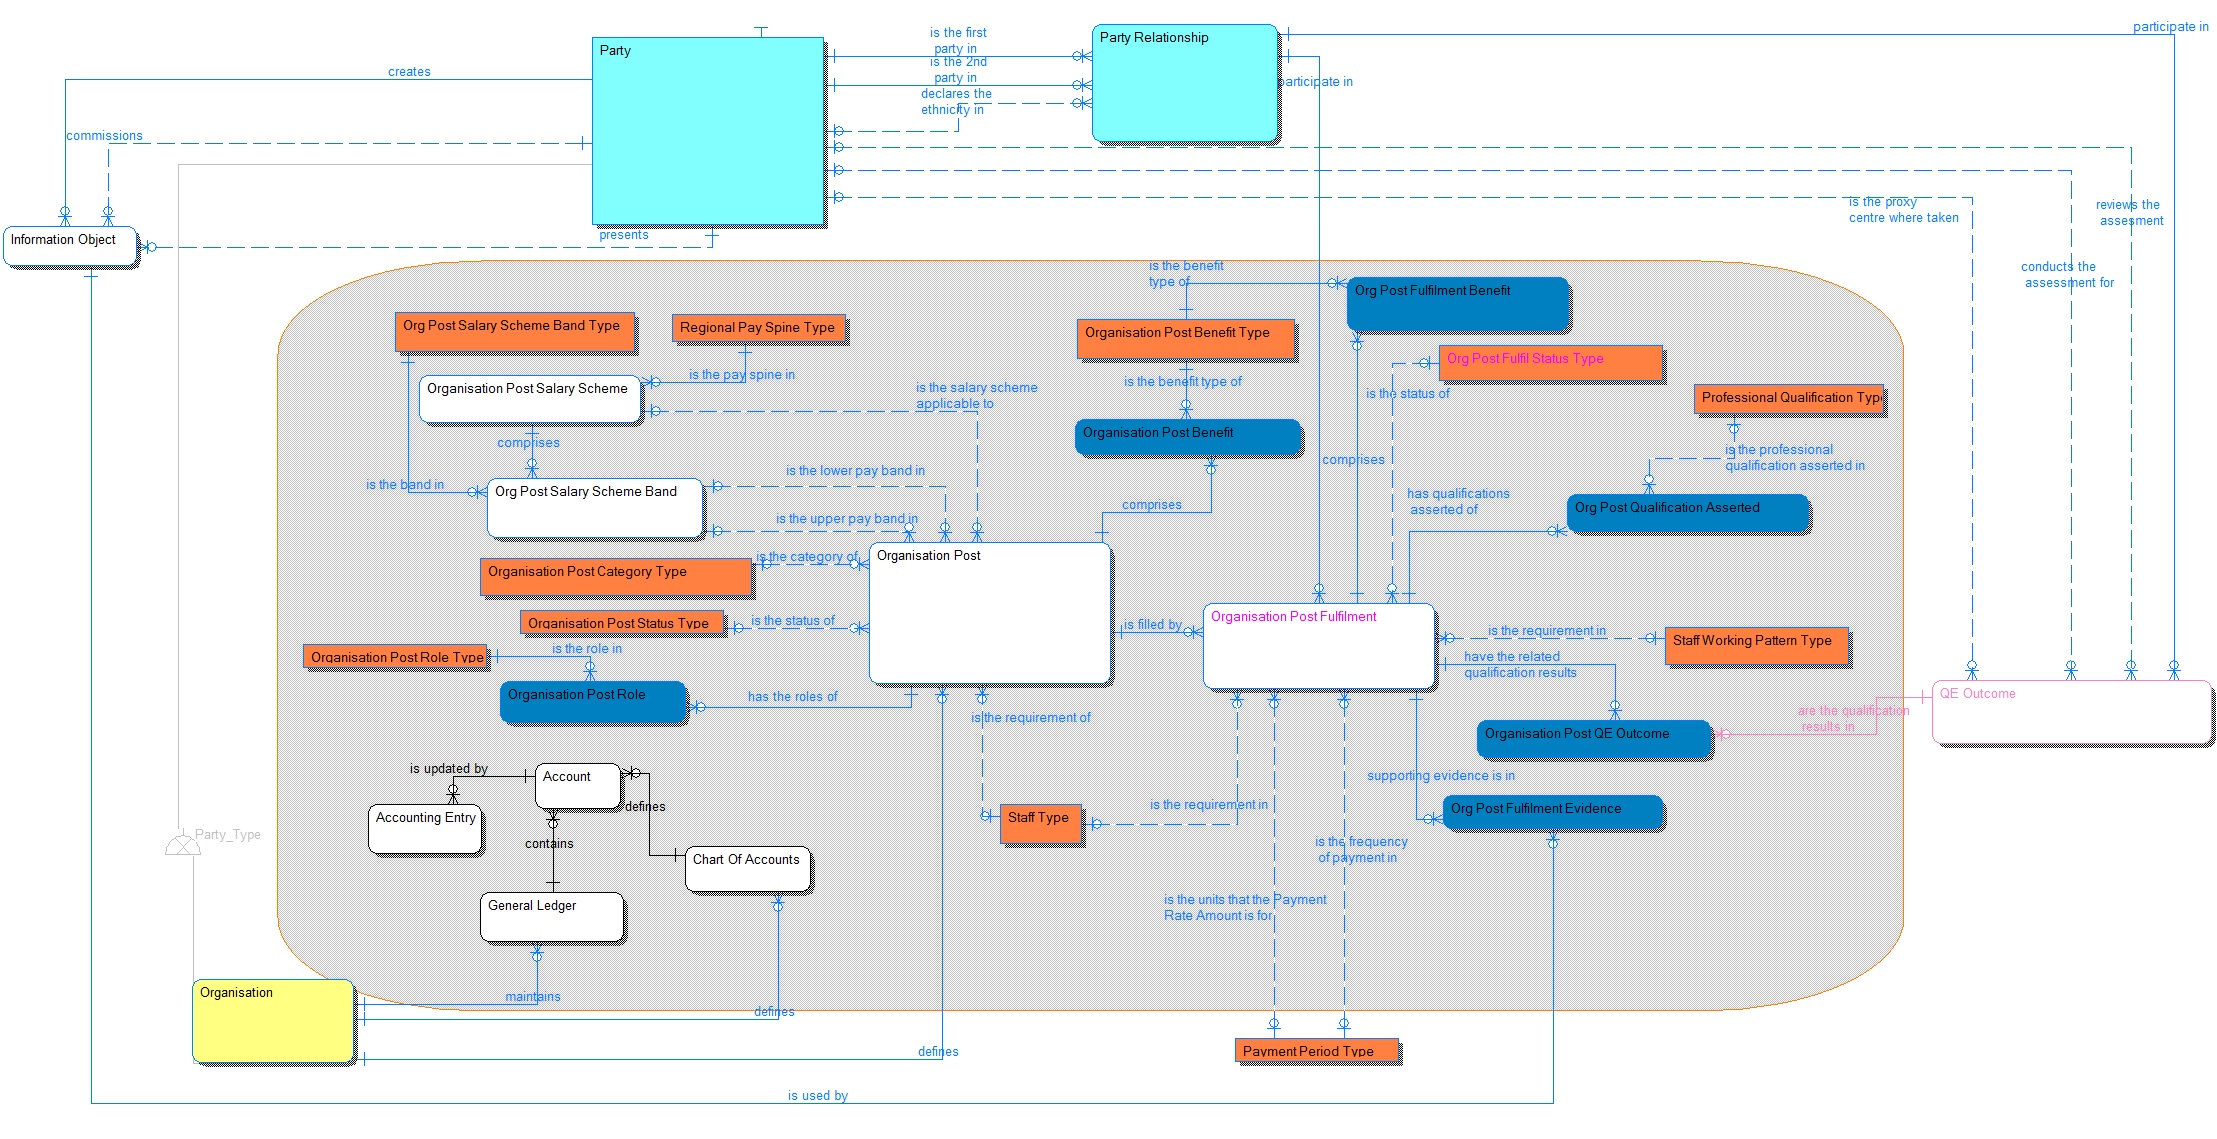 participate in
is the first
party in
is the 2nd
party in
declares the
ethnicity in
Party
Party Relationship
creates
participate in
commissions
is the proxy
centre where taken
reviews the
assesment
Information Object
presents
conducts the
assessment for
is the benefit
type of
Org Post Fulfilment Benefit
Org Post Salary Scheme Band Type
Regional Pay Spine Type
Organisation Post Benefit Type
Org Post Fulfil Status Type
is the pay spine in
Organisation Post Salary Scheme
is the salary scheme
applicable to
is the benefit type of
is the status of
Professional Qualification Typ
comprises
Organisation Post Benefit
is the professional
qualification asserted in
is the band in
Org Post Salary Scheme Band
is the lower pay band in
comprises
has qualifications
asserted of
is the upper pay band in
comprises
Org Post Qualification Asserted
is the category of
Organisation Post Category Type
Organisation Post
Organisation Post Status Type
is the status of
is filled by
Organisation Post Fulfilment
is the requirement in
Staff Working Pattern Type
Organisation Post Role Type
is the role in
have the related
qualification results
Organisation Post Role
has the roles of
is the requirement of
QE Outcome
are the qualification
results in
Organisation Post QE Outcome
is updated by
Account
defines
supporting evidence is in
Accounting Entry
is the requirement in
Staff Type
Org Post Fulfilment Evidence
Party_Type
contains
Chart Of Accounts
is the frequency
of payment in
General Ledger
is the units that the Payment
Rate Amount is for
Organisation
maintains
defines
defines
Payment Period Type
is used by